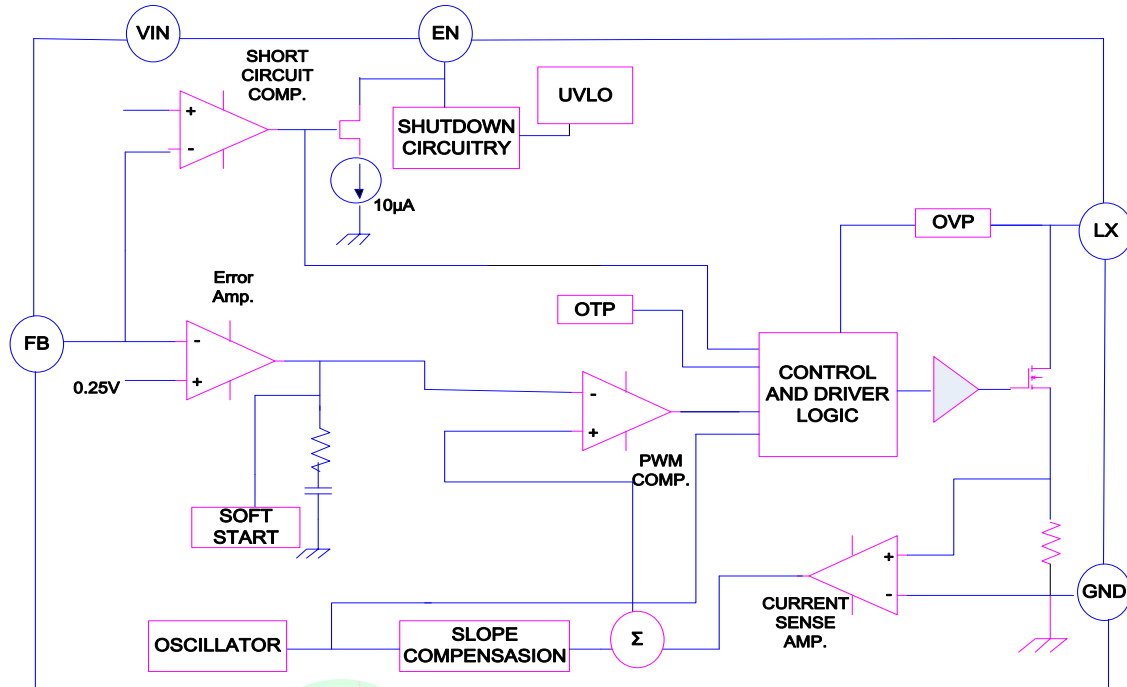 VIN
EN
SHORT
CIRCUIT
COMP.
UVLO
+
-
SHUTDOWN
CIRCUITRY
10µA
OVP
LX
Error
Amp.
OTP
FB
-
+
0.25V
CONTROL
AND DRIVER
LOGIC
-
+
PWM
COMP.
SOFT
START
+
-
GND
CURRENT
SENSE
AMP.
OSCILLATOR
SLOPE
COMPENSASION
Σ